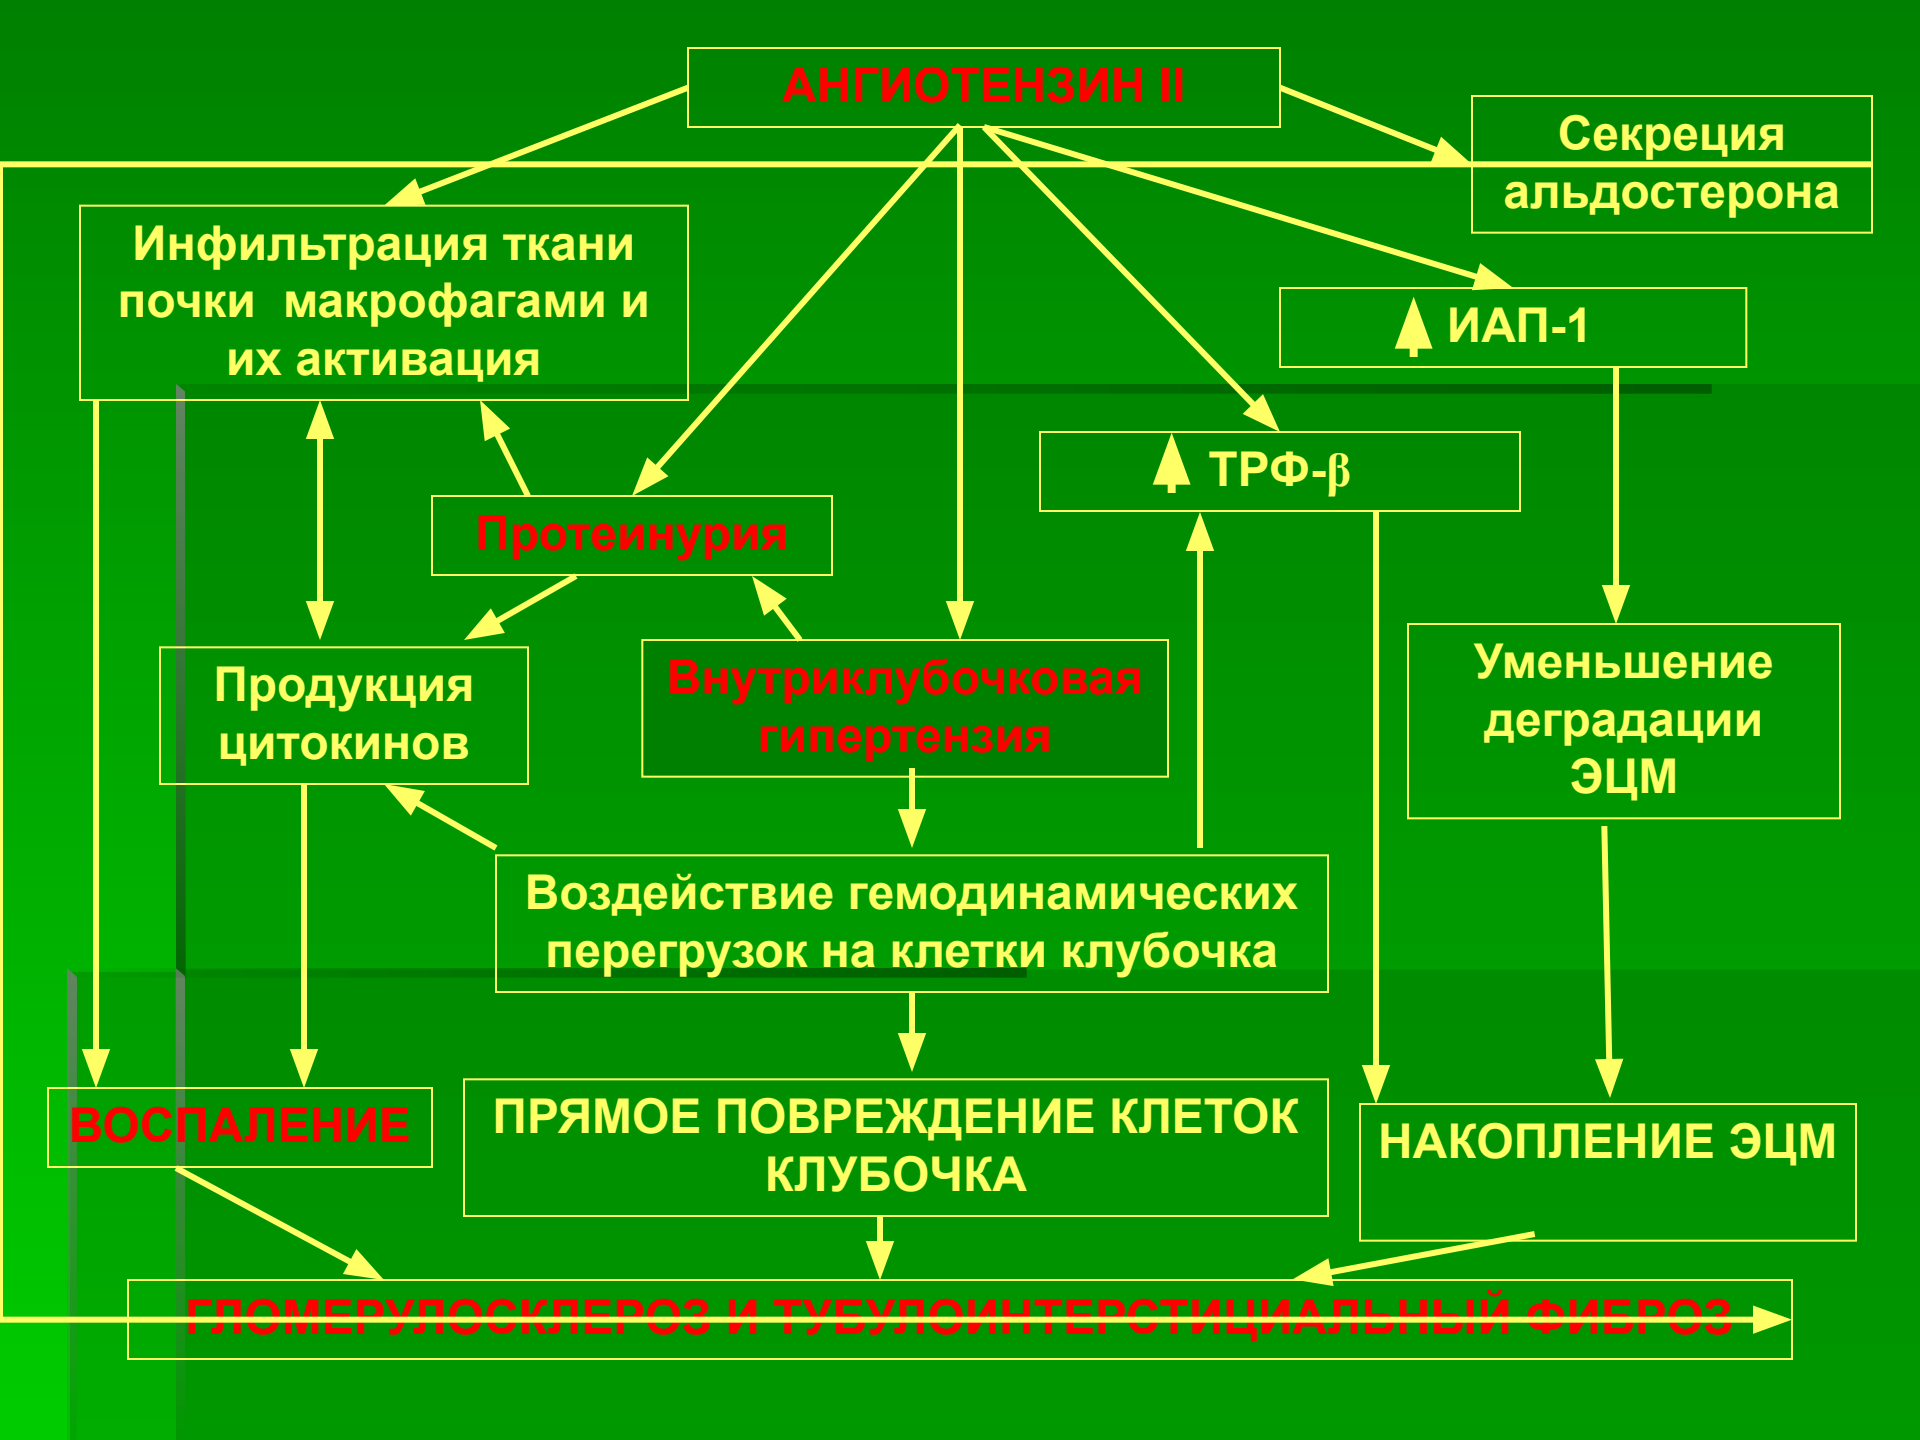 АНГИОТЕНЗИН II
Секреция
альдостерона
Инфильтрация ткани
почки макрофагами и
их активация
ИАП-1
ТРФ-β
Протеинурия
Продукция
цитокинов
Внутриклубочковая
гипертензия
Уменьшение
деградации
ЭЦМ
Воздействие гемодинамических
перегрузок на клетки клубочка
ВОСПАЛЕНИЕ
ПРЯМОЕ ПОВРЕЖДЕНИЕ КЛЕТОК
КЛУБОЧКА
НАКОПЛЕНИЕ ЭЦМ
ГЛОМЕРУЛОСКЛЕРОЗ И ТУБУЛОИНТЕРСТИЦИАЛЬНЫЙ ФИБРОЗ